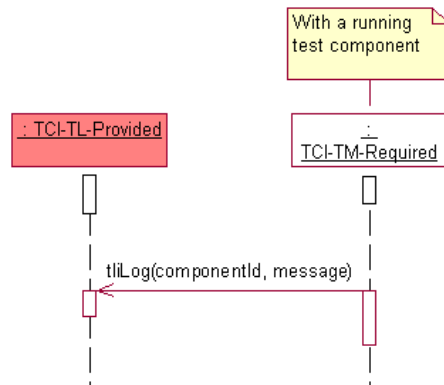 With a running
test component
: TCI-TL-Provided
:
TCI-TM-Required
tliLog(componentId, message)